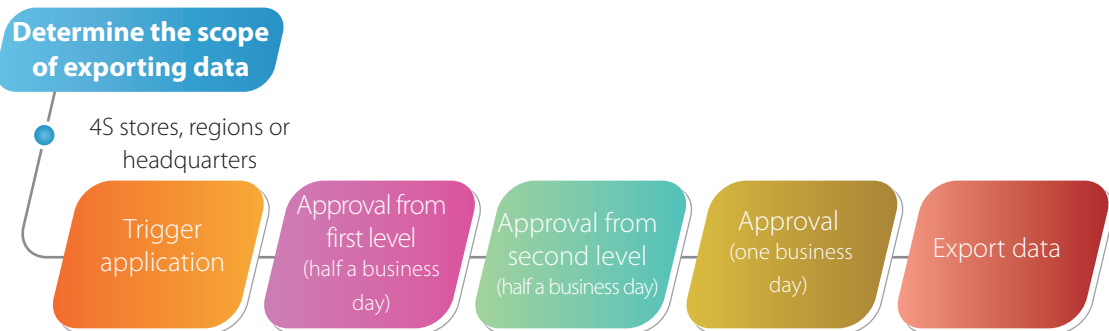 Determine the scope
of exporting data
4S stores, regions or
headquarters
Trigger
application
Approval from
first level
(half a business
day)
Approval from
second level
(half a business day)
Approval
(one business
day)
Export data